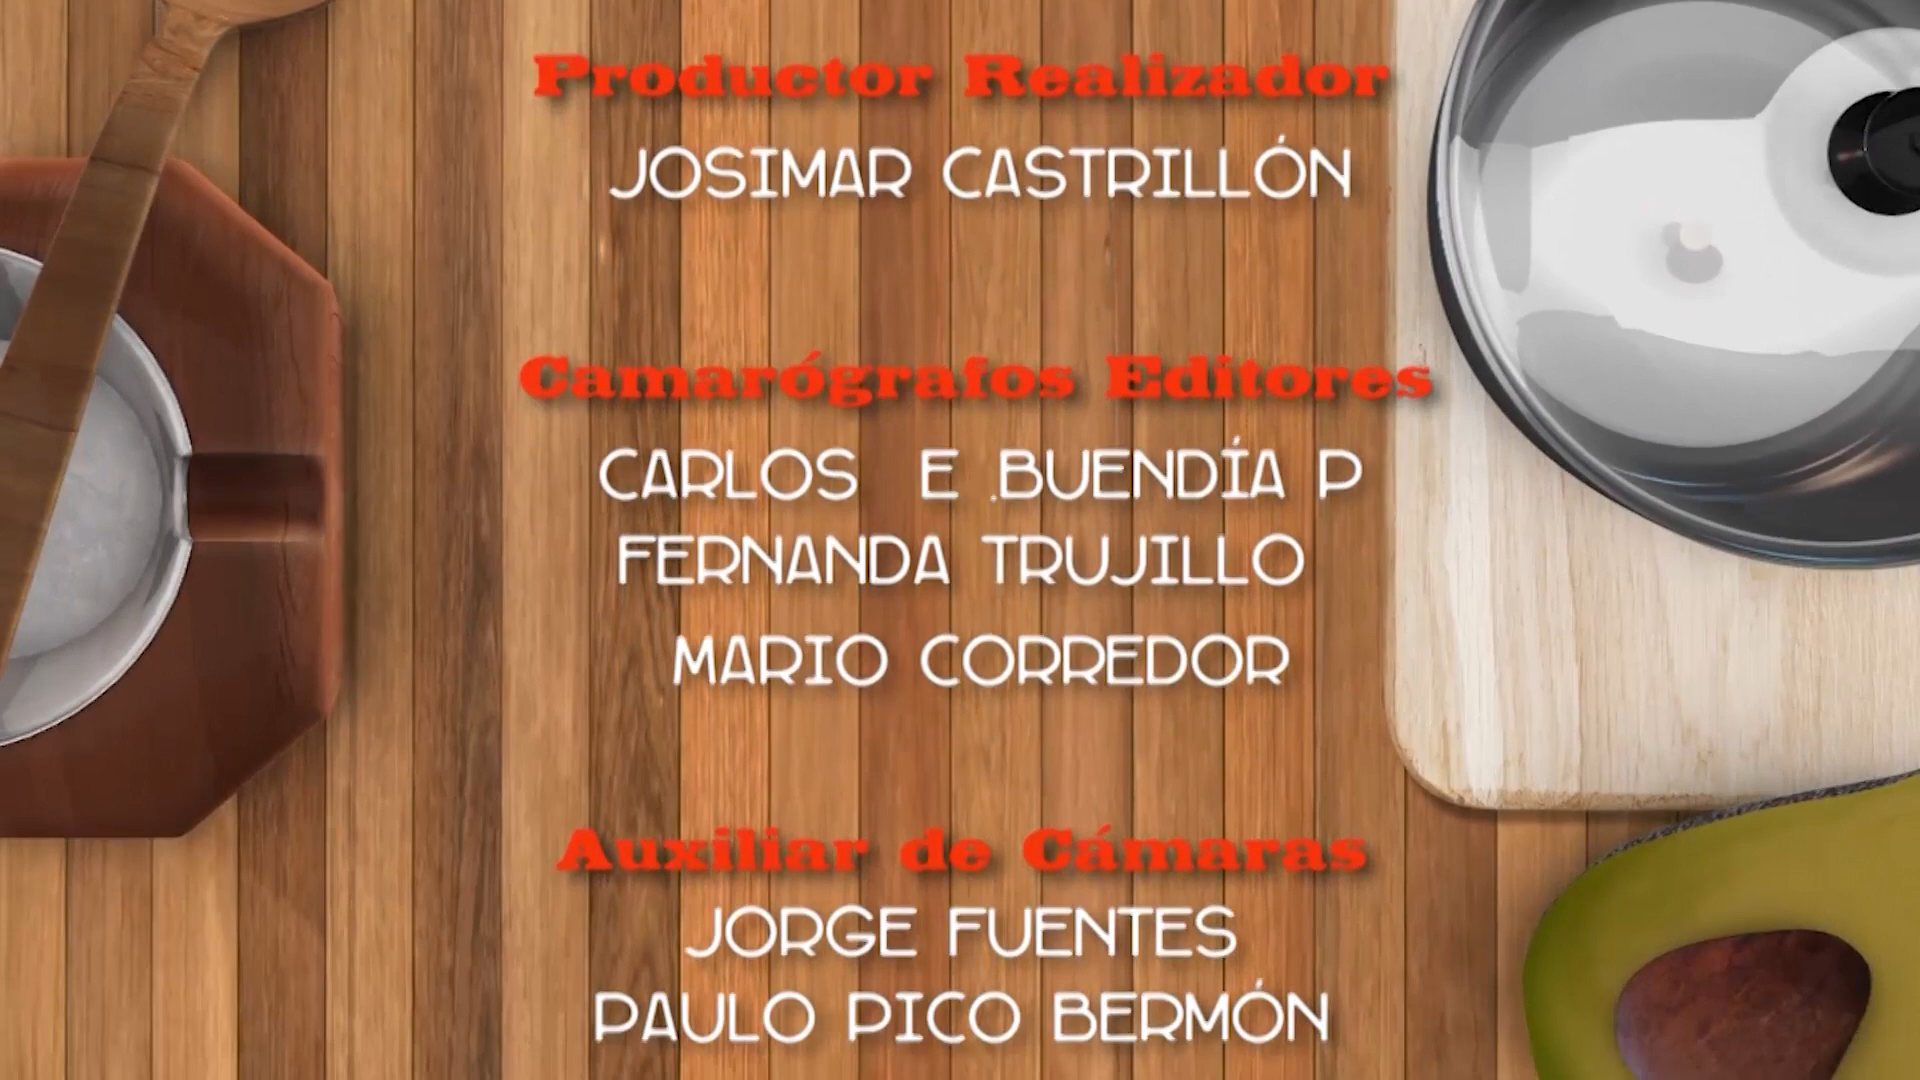 Productor Realizador
JOSIMAR CASTRILLÓN
Camarógrafos Editores
CARLOS E .BUENDÍA P
FERNANDA TRUJILLO
MARIO CORREDOR
Auxiliar de Cámaras
JORGE FUENTES
PAULO PICO BERMÓN